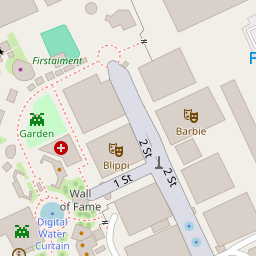 Firstaiment
Garden
Barbie
Blippi
2 St
2 St
1 St
Wall
of Fame
Digital
Water
Curtain